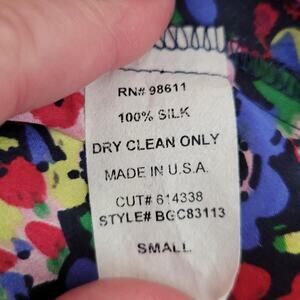 RN# 98611
100% SILK
DRY CLEAN ONLY
MADE IN U.S.A.
CUT# 614338
STYLE# BGC83113
SMALL